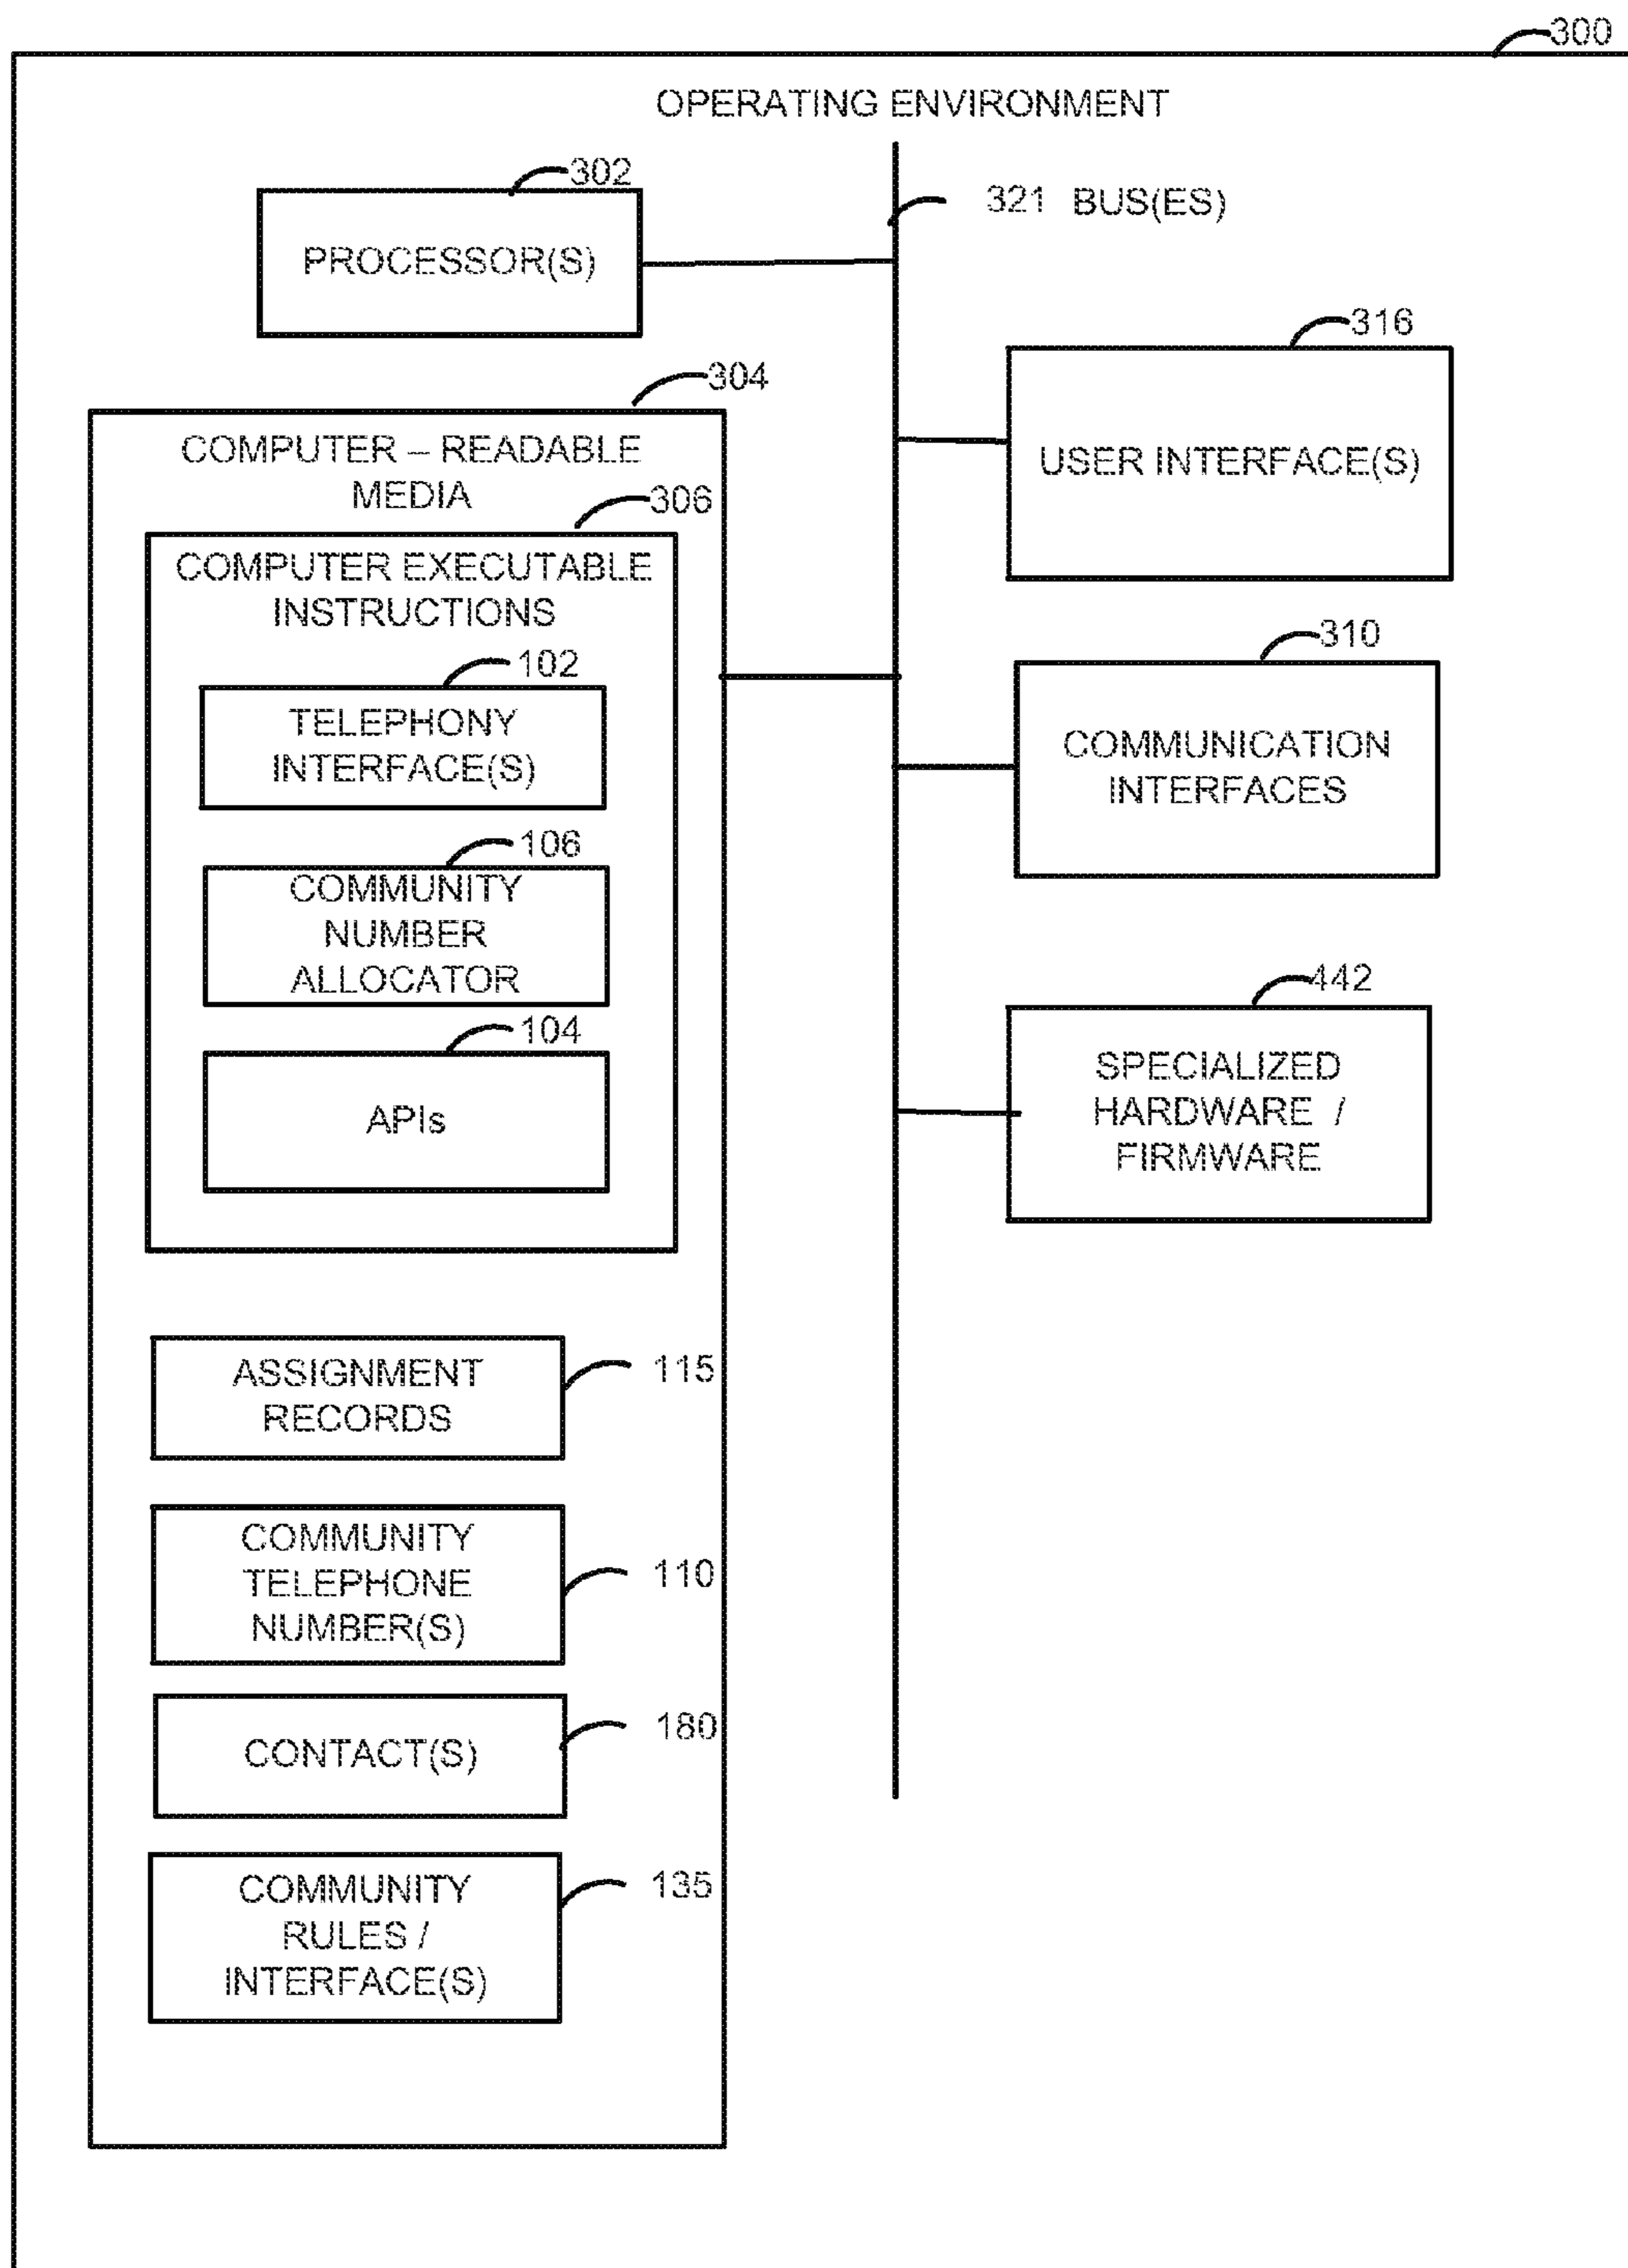 300
OPERATING ENVIRONMENT
302
PROCESSOR(S)
321 BUS(ES)
304
COMPUTER – READABLE
MEDIA
306
COMPUTER EXECUTABLE
INSTRUCTIONS
102
TELEPHONY
INTERFACE(S)
106
COMMUNITY
NUMBER
ALLOCATOR
104
APIs
ASSIGNMENT
RECORDS
115
COMMUNITY
TELEPHONE
NUMBER(S)
110
CONTACT(S)
180
COMMUNITY
RULES /
INTERFACE(S)
135
316
USER INTERFACE(S)
310
COMMUNICATION
INTERFACES
442
SPECIALIZED
HARDWARE /
FIRMWARE